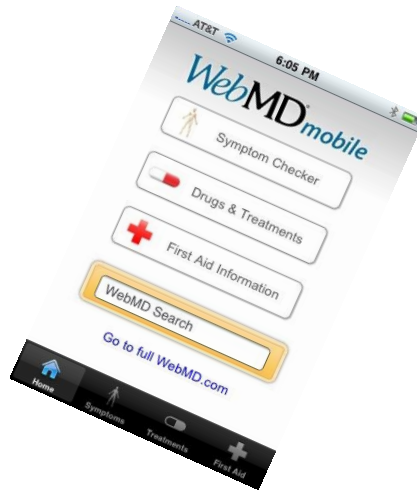 AT&T 6:05 PM
WebMD mobile
Symptom Checker
Drugs & Treatments
First Aid Information
WebMD Search
Go to full WebMD.com
Home Symptoms Treatments First Aid